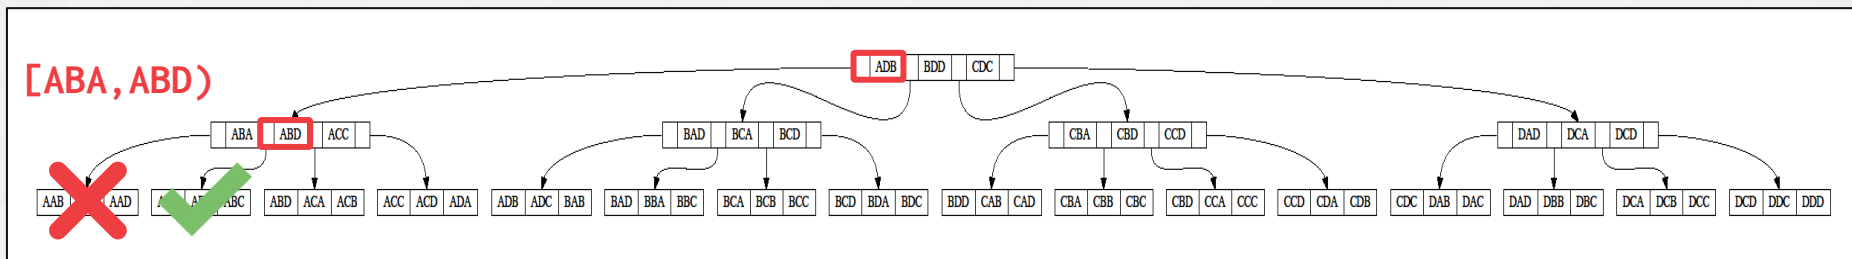 [ABA,ABD)
ADB BDD CDC
ABA ABD ACC BAD BCA BCD CBA CBD CCD DAD DCA DCD
AAB AAD ABC ABD ACA ACB ACC ACD ADA ADB ADC BAB BAD BBA BBC BCA BCB BCC BCD BDA BDC BDD CAB CAD CBA CBB CBC CBD CCA CCC CCD CDA CDB CDC DAB DAC DAD DBB DBC DCA DCB DCC DCD DDC DDD